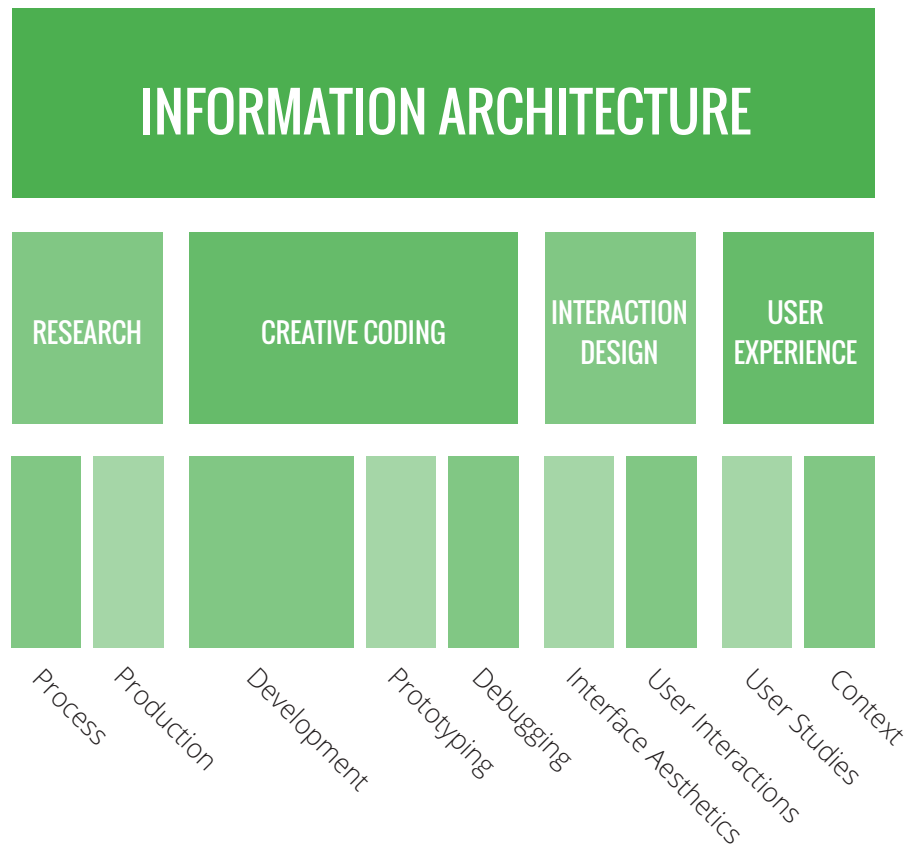 INFORMATION ARCHITECTURE
RESEARCH
CREATIVE CODING
INTERACTION
DESIGN
USER
EXPERIENCE
Process
Production
Development
Prototyping
Debugging
Interface Aesthetics
User Interactions
User Studies
Context